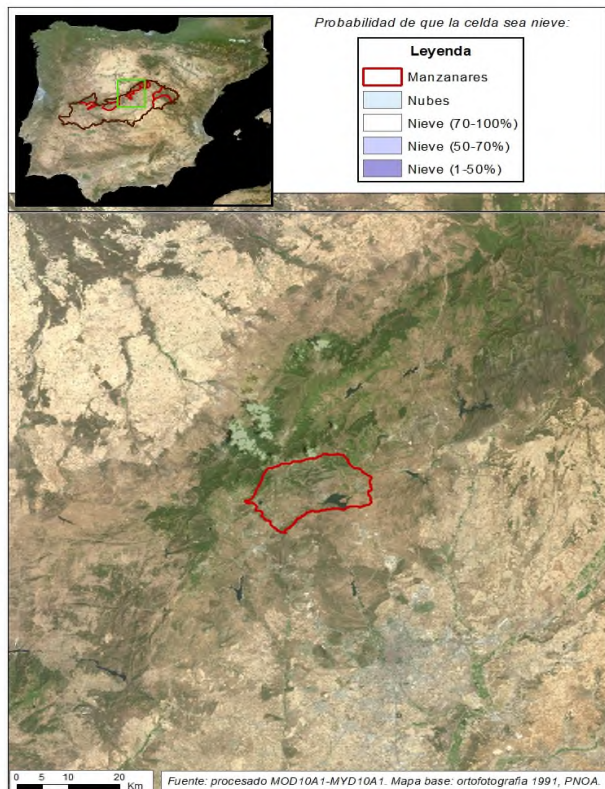 Probabilidad de que la celda sea nieve:
Leyenda
Manzanares
Nubes
Nieve (70-100%)
Nieve (50-70%)
Nieve (1-50%)
0 5 10 20
Km
Fuente: procesado MOD10A1-MYD10A1. Mapa base: ortofotografía 1991, PNOA.